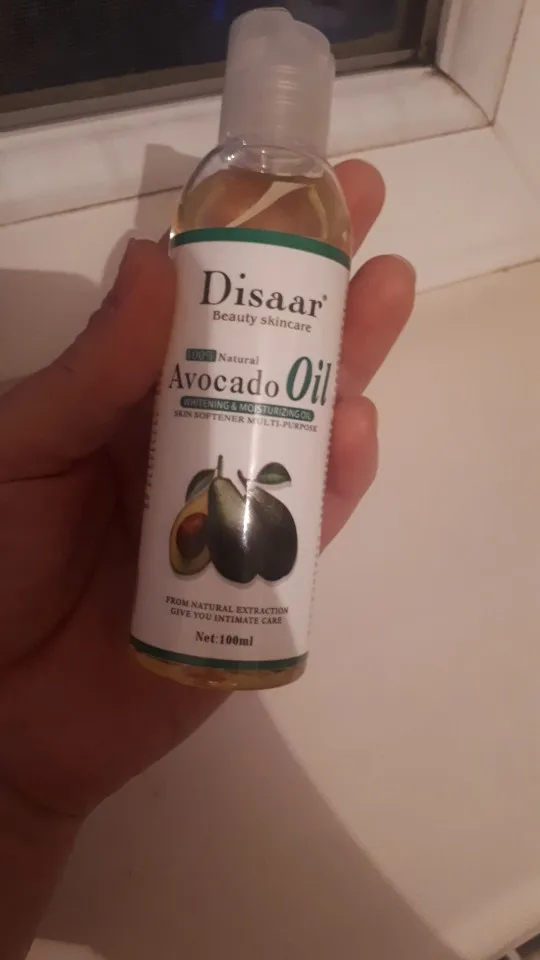 Disaar®
Beauty skincare
100% Natural
Avocado Oil
WHITENING & MOISTURIZING OIL
SKIN SOFTENER MULTI-PURPOSE
FROM NATURAL EXTRACTION
GIVE YOU INTIMATE CARE
Net:100ml